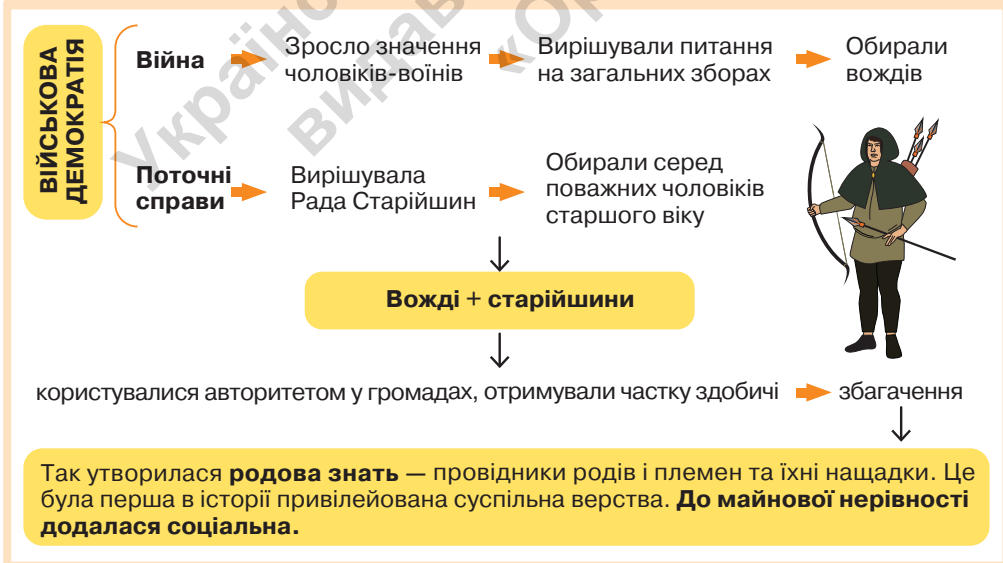 ВІЙСЬКОВА
ДЕМОКРАТІЯ
Війна
Зросло значення
чоловіків-воїнів
Вирішували питання
на загальних зборах
Обирали
вождів
Поточні
справи
Вирішувала
Рада Старійшин
Обирали серед
поважних чоловіків
старшого віку
Вожді + старійшини
користувалися авторитетом у громадах, отримували частку здобичі
збагачення
Так утворилася родова знать — провідники родів і племен та їхні нащадки. Це
була перша в історії привілейована суспільна верства. До майнової нерівності
додалася соціальна.